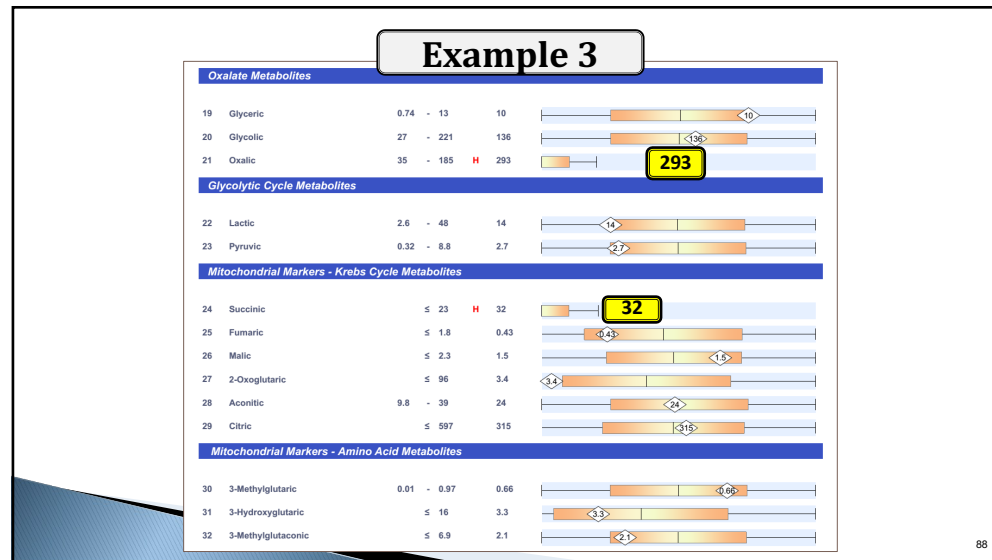 Example 3
Oxalate Metabolites
19 Glyceric 0.74 - 13 10 10
20 Glycolic 27 - 221 136 136
21 Oxalic 35 - 185 H 293 293
Glycolytic Cycle Metabolites
22 Lactic 2.6 - 48 14 14
23 Pyruvic 0.32 - 8.8 2.7 2.7
Mitochondrial Markers - Krebs Cycle Metabolites
24 Succinic ≤ 23 H 32 32
25 Fumaric ≤ 1.8 0.43 0.43
26 Malic ≤ 2.3 1.5 1.5
27 2-Oxoglutaric ≤ 96 3.4 3.4
28 Aconitic 9.8 - 39 24 24
29 Citric ≤ 597 315 315
Mitochondrial Markers - Amino Acid Metabolites
30 3-Methylglutaric 0.01 - 0.97 0.66 0.66
31 3-Hydroxyglutaric ≤ 16 3.3 3.3
32 3-Methylglutaconic ≤ 6.9 2.1 2.1
88